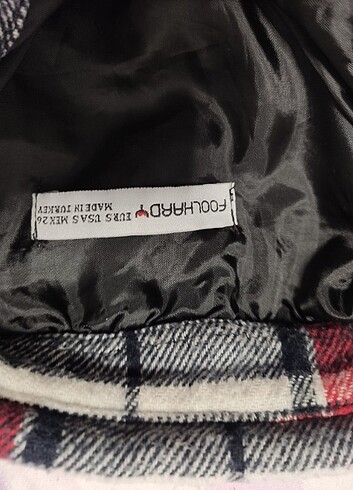 FOOLHARDY
EUR S USA S MEX 26
MADE IN TURKEY